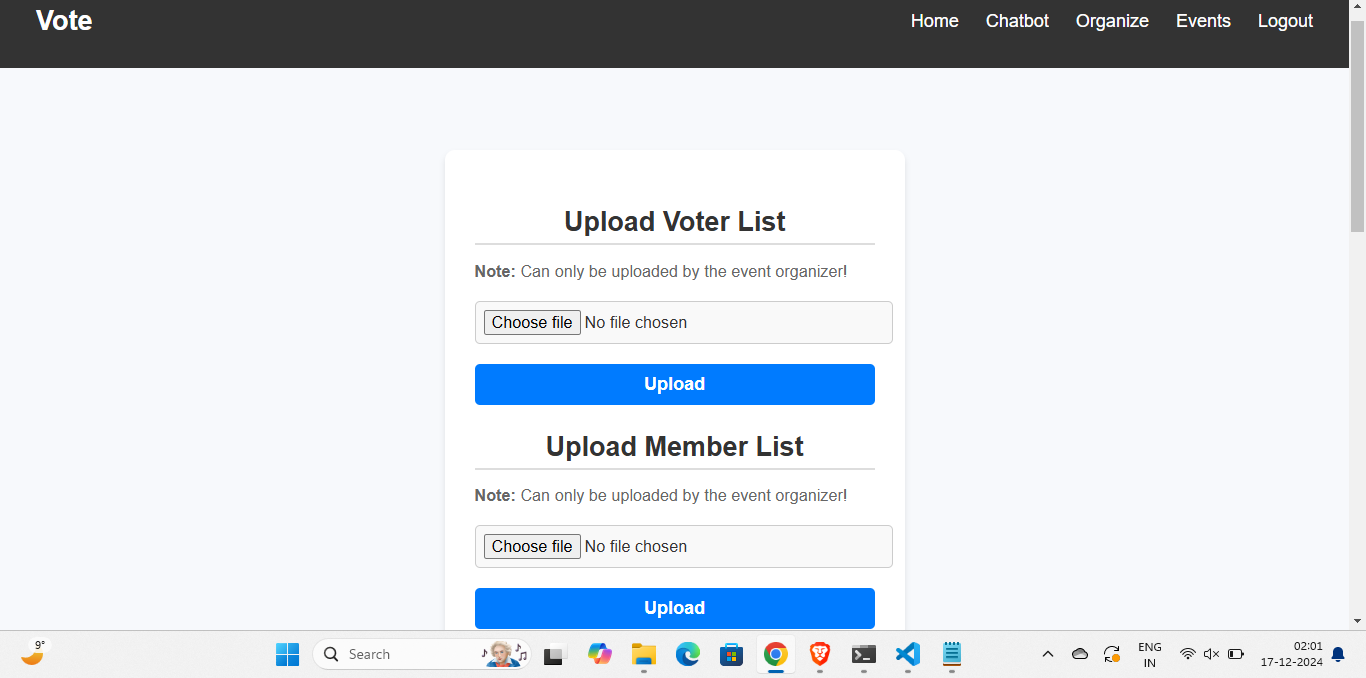 Vote
Home Chatbot Organize Events Logout
Upload Voter List
Note: Can only be uploaded by the event organizer!
Choose file No file chosen
Upload
Upload Member List
Note: Can only be uploaded by the event organizer!
Choose file No file chosen
Upload
9°
Search
ENG
IN
02:01
17-12-2024